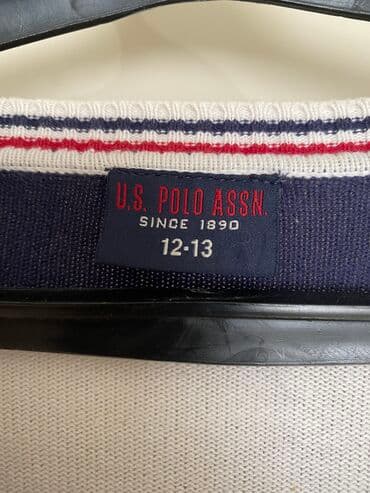 U.S. POLO ASSN.
SINCE 1890
12-13